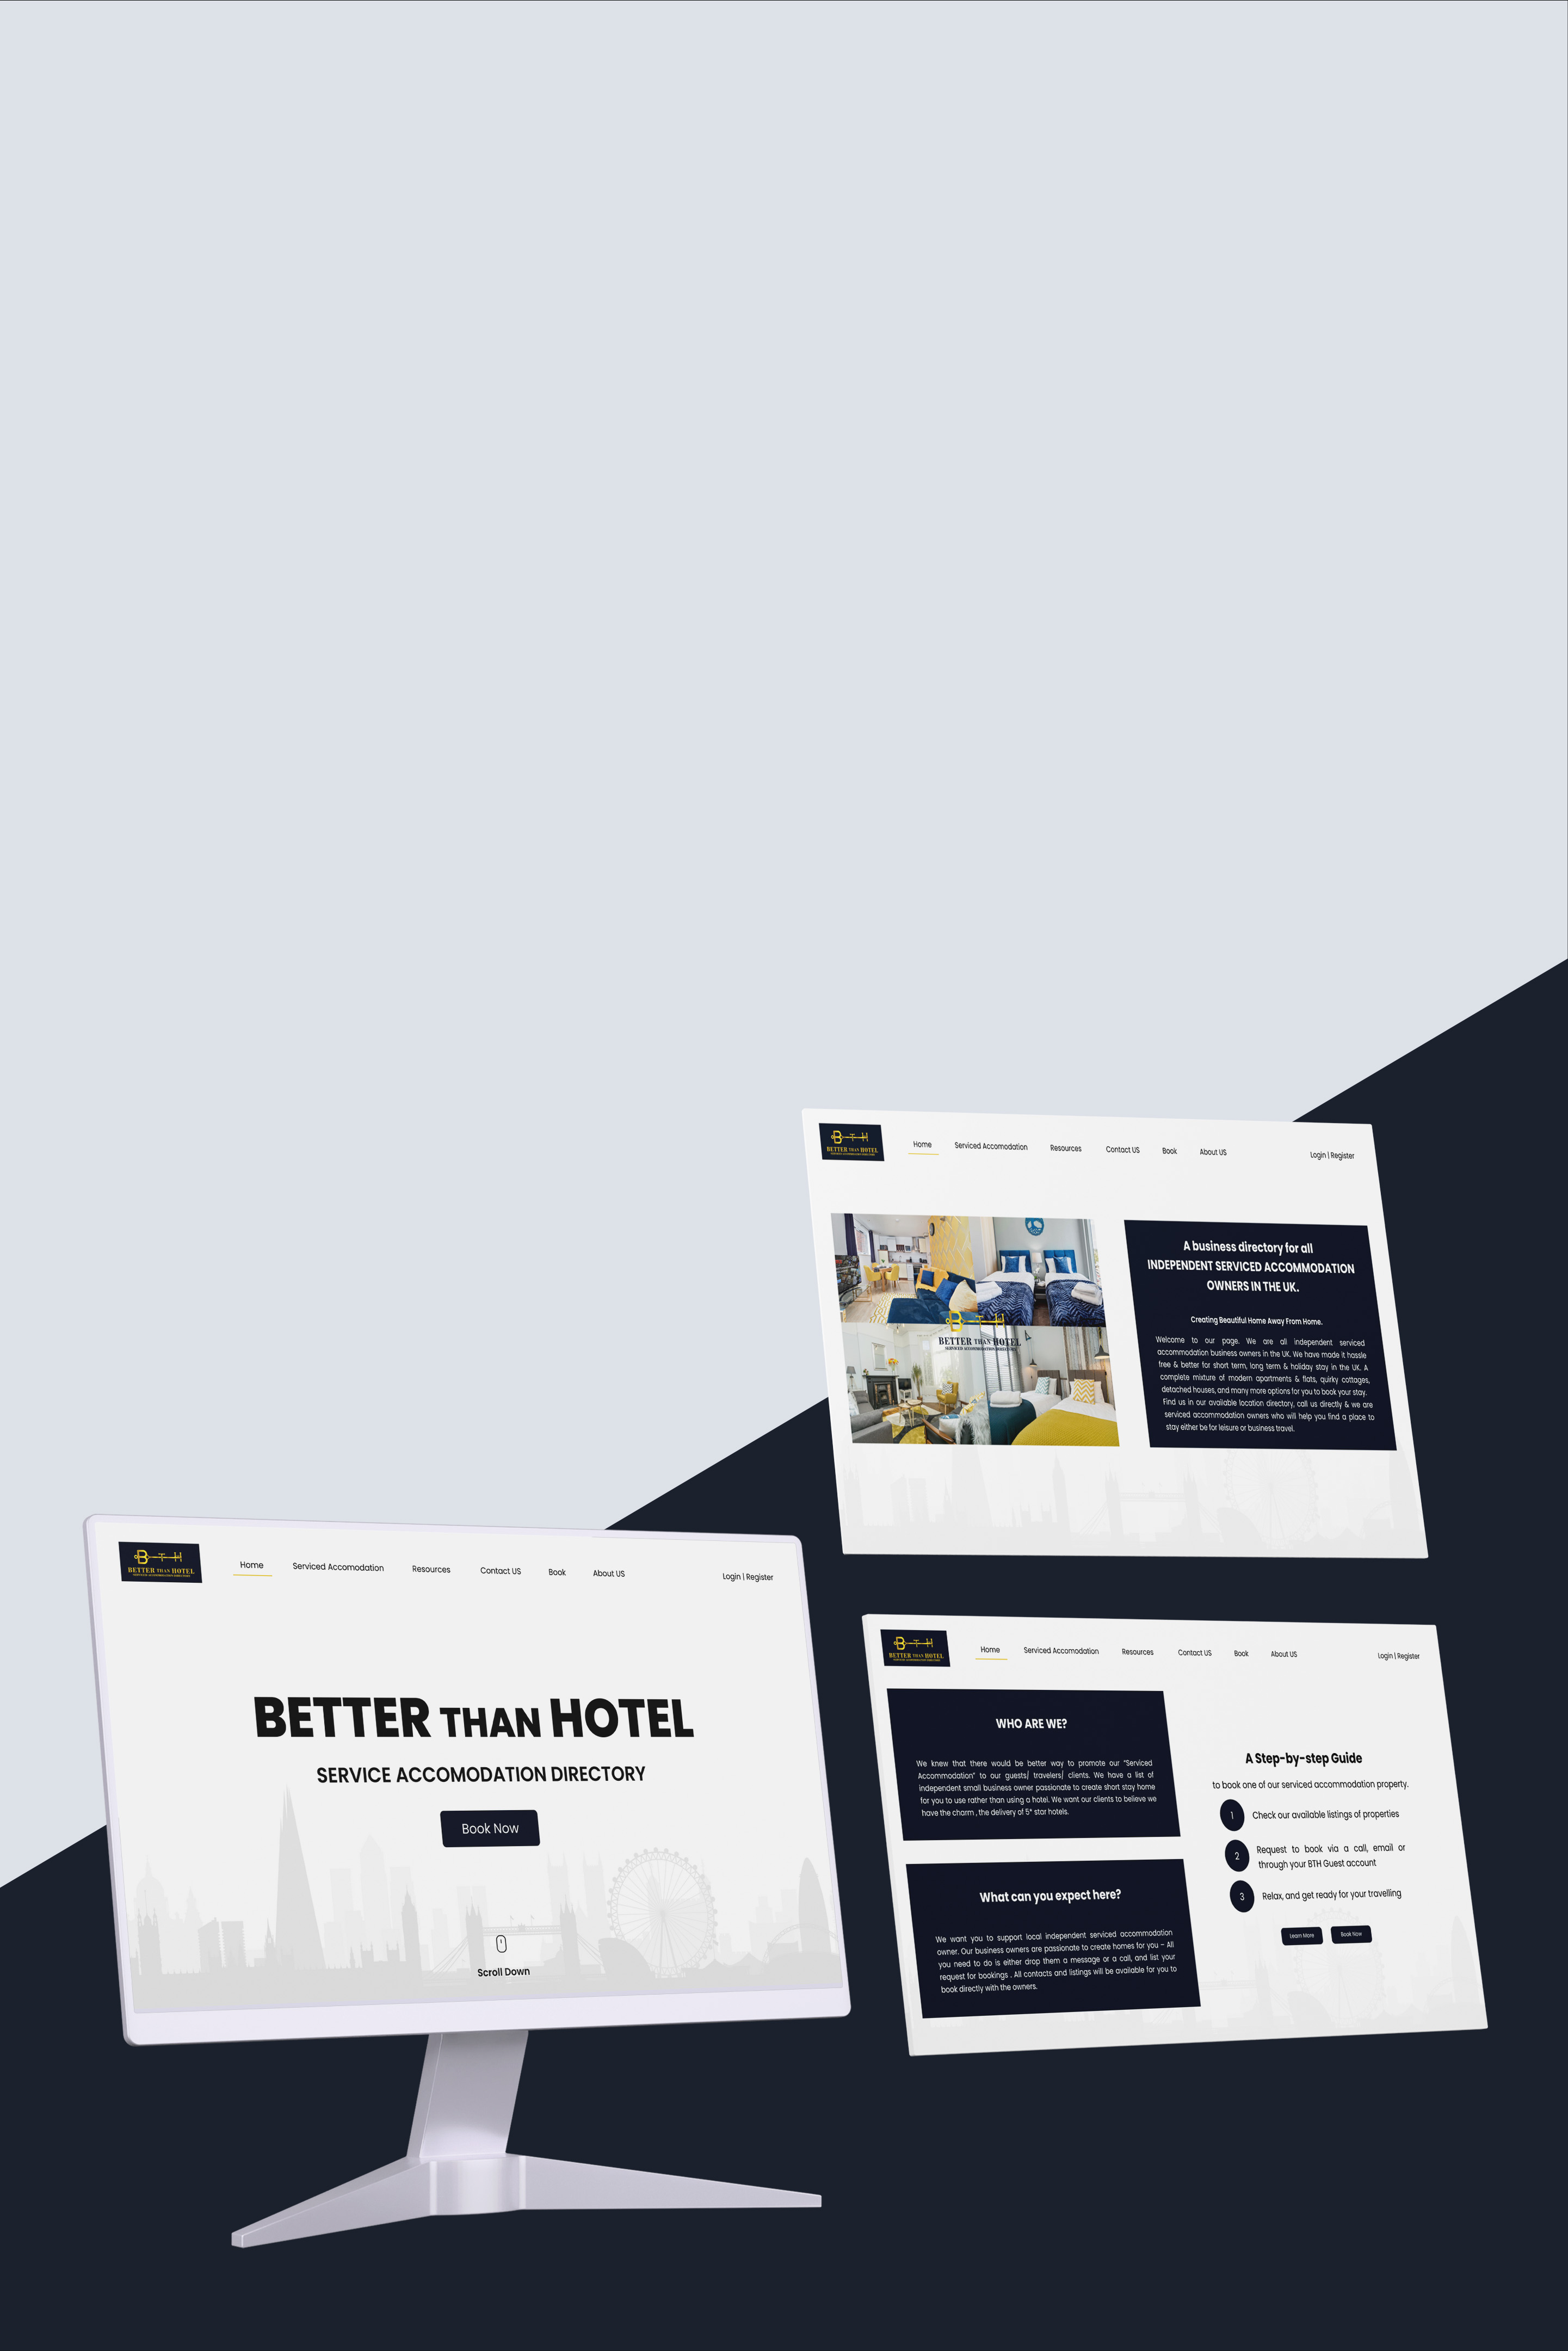 BTH
BETTER THAN HOTEL
SERVICED ACCOMMODATION DIRECTORY
Home Serviced Accomodation Resources Contact US Book About US Login | Register
A business directory for all
INDEPENDENT SERVICED ACCOMMODATION
OWNERS IN THE UK.
Creating Beautiful Home Away From Home.
Welcome to our page. We are all independent serviced
accommodation business owners in the UK. We have made it hassle
free & better for short term, long term & holiday stay in the UK. A
complete mixture of modern apartments & flats, quirky cottages,
detached houses, and many more options for you to book your stay.
Find us in our available location directory, call us directly & we are
serviced accommodation owners who will help you find a place to
stay either be for leisure or business travel.
BTH
BETTER THAN HOTEL
SERVICED ACCOMMODATION DIRECTORY
BTH
BETTER THAN HOTEL
SERVICED ACCOMMODATION DIRECTORY
Home Serviced Accomodation Resources Contact US Book About US Login | Register
BETTER THAN HOTEL
SERVICE ACCOMODATION DIRECTORY
Book Now
Scroll Down
BTH
BETTER THAN HOTEL
SERVICED ACCOMMODATION DIRECTORY
Home Serviced Accomodation Resources Contact US Book About US Login | Register
WHO ARE WE?
We knew that there would be better way to promote our "Serviced
Accommodation" to our guests/ travelers/ clients. We have a list of
independent small business owner passionate to create short stay home
for you to use rather than using a hotel. We want our clients to believe we
have the charm , the delivery of 5* star hotels.
What can you expect here?
We want you to support local independent serviced accommodation
owner. Our business owners are passionate to create homes for you - All
you need to do is either drop them a message or a call, and list your
request for bookings . All contacts and listings will be available for you to
book directly with the owners.
A Step-by-step Guide
to book one of our serviced accommodation property.
1 Check our available listings of properties
2 Request to book via a call, email or
through your BTH Guest account
3 Relax, and get ready for your travelling
Learn More Book Now